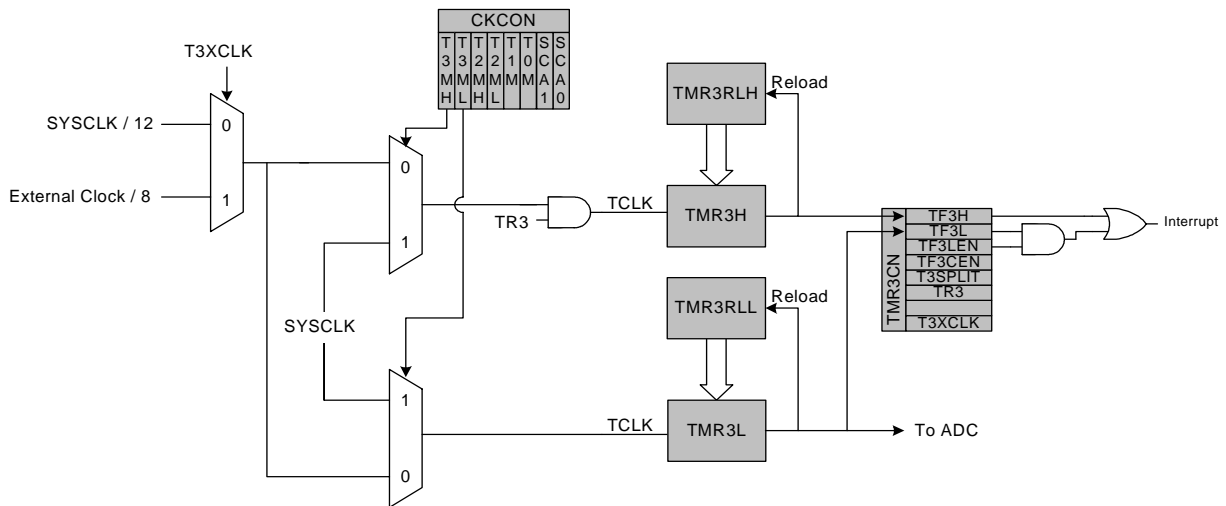 CKCON
T3MH
T3ML
T2MH
T2ML
T1M
T0M
SCA1
SCA0
T3XCLK
SYSCLK / 12
0
External Clock / 8
1
0
1
TR3
TCLK
TMR3RLH
Reload
TMR3H
TMR3CN
TF3H
TF3L
TF3LEN
TF3CEN
T3SPLIT
TR3
T3XCLK
Interrupt
SYSCLK
1
0
TCLK
TMR3RLL
Reload
TMR3L
To ADC